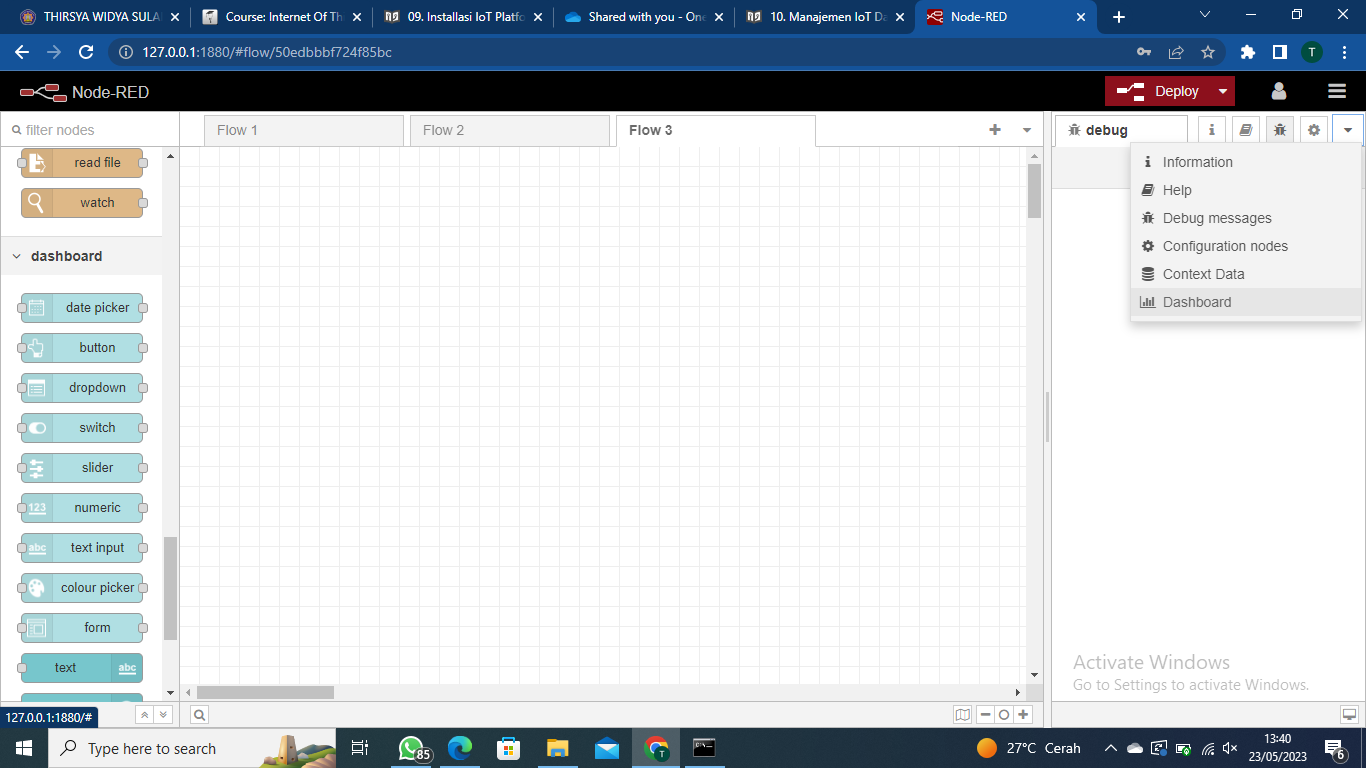 THIRSYA WIDYA SULA
Course: Internet Of Th
09. Installasi IoT Platfo
Shared with you - One
10. Manajemen IoT Da
Node-RED
127.0.0.1:1880/#flow/50edbbbf724f85bc
T
Node-RED
Deploy
filter nodes
Flow 1
Flow 2
Flow 3
debug
read file
watch
dashboard
date picker
button
dropdown
switch
slider
123 numeric
abc text input
colour picker
form
text abc
Information
Help
Debug messages
Configuration nodes
Context Data
Dashboard
Activate Windows
Go to Settings to activate Windows.
127.0.0.1:1880/#
Type here to search
85
T
27°C Cerah
13:40
23/05/2023
6